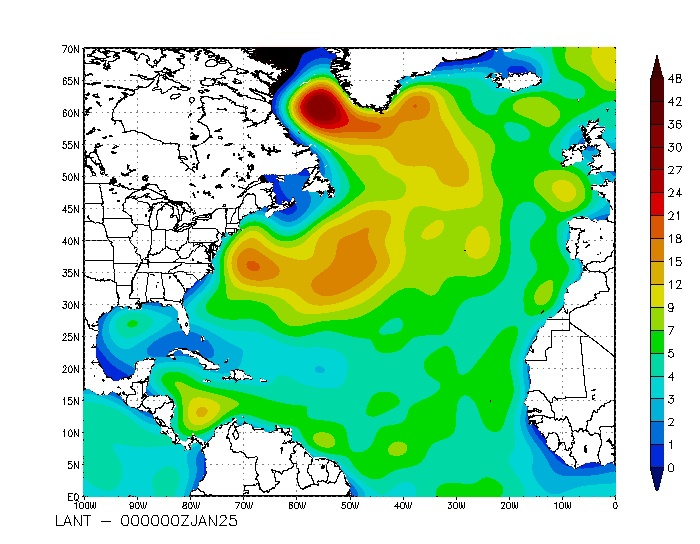 70N
65N
60N
55N
50N
45N
40N
35N
30N
25N
20N
15N
10N
5N
EQ
100W 90W 80W 70W 60W 50W 40W 30W 20W 10W 0
48
42
36
30
27
24
21
18
15
12
9
7
5
4
3
2
1
0
LANT – 000000ZJAN25